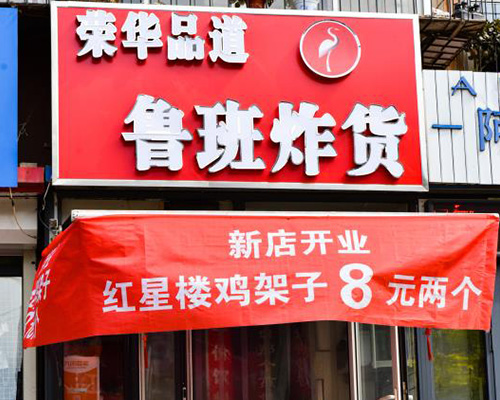 荣华品道
鲁班炸货
新店开业
红星楼鸡架子8元两个
一
A